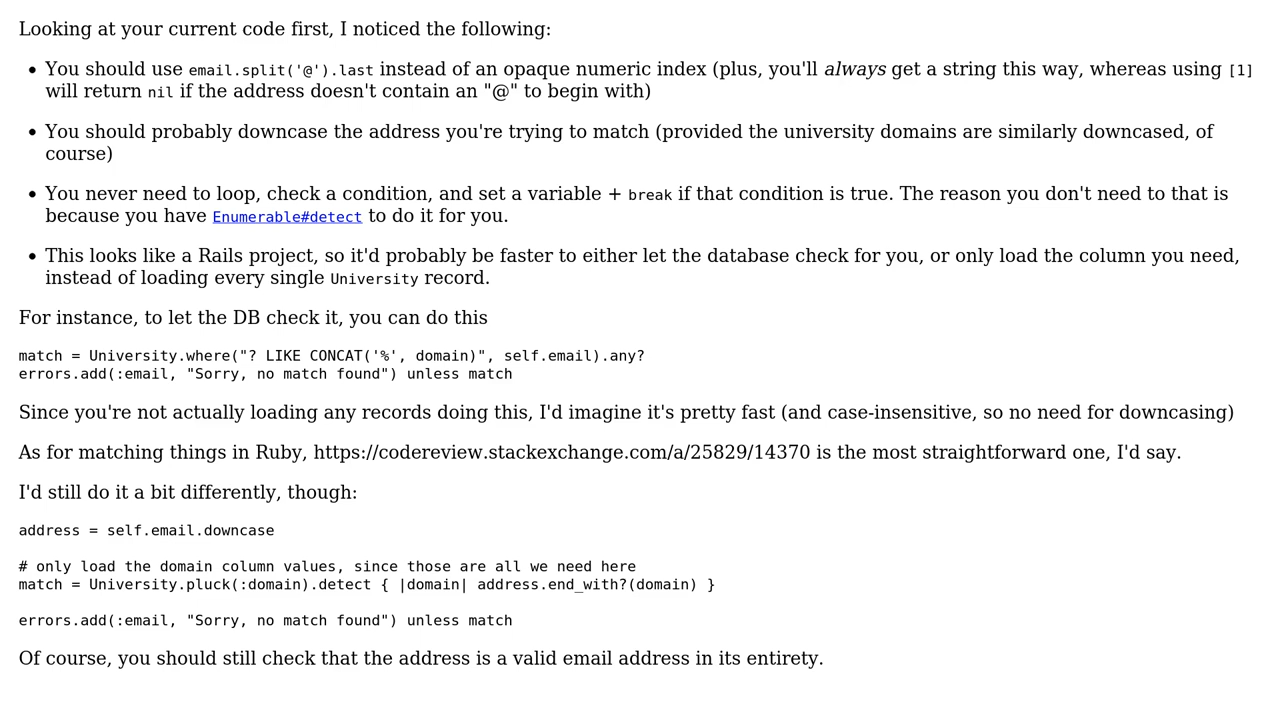 Looking at your current code first, I noticed the following:
• You should use email.split('@').last instead of an opaque numeric index (plus, you'll always get a string this way, whereas using [1]
will return nil if the address doesn't contain an "@" to begin with)
• You should probably downcase the address you're trying to match (provided the university domains are similarly downcased, of
course)
• You never need to loop, check a condition, and set a variable + break if that condition is true. The reason you don't need to that is
because you have Enumerable#detect to do it for you.
• This looks like a Rails project, so it'd probably be faster to either let the database check for you, or only load the column you need,
instead of loading every single University record.
For instance, to let the DB check it, you can do this
match = University.where("? LIKE CONCAT('%', domain)", self.email).any?
errors.add(:email, "Sorry, no match found") unless match
Since you're not actually loading any records doing this, I'd imagine it's pretty fast (and case-insensitive, so no need for downcasing)
As for matching things in Ruby, https://codereview.stackexchange.com/a/25829/14370 is the most straightforward one, I'd say.
I'd still do it a bit differently, though:
address = self.email.downcase
# only load the domain column values, since those are all we need here
match = University.pluck(:domain).detect { |domain| address.end_with?(domain) }
errors.add(:email, "Sorry, no match found") unless match
Of course, you should still check that the address is a valid email address in its entirety.